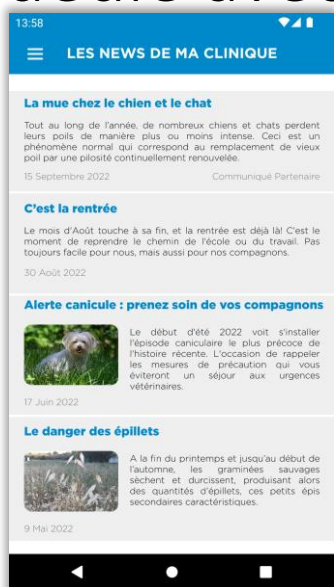 13:58
LES NEWS DE MA CLINIQUE
La mue chez le chien et le chat
Tout au long de l'année, de nombreux chiens et chats perdent
leurs poils de manière plus ou moins intense. Ceci est un
phénomène normal qui correspond au remplacement de vieux
poil par une pilosité continuellement renouvelée.
15 Septembre 2022 Communiqué Partenaire
C'est la rentrée
Le mois d'Août touche à sa fin, et la rentrée est déjà là! C'est le
moment de reprendre le chemin de l'école ou du travail. Pas
toujours facile pour nous, mais aussi pour nos compagnons.
30 Août 2022
Alerte canicule : prenez soin de vos compagnons
Le début d'été 2022 voit s'installer
l'épisode caniculaire le plus précoce de
l'histoire récente. L'occasion de rappeler
les mesures de précaution qui vous
éviteront un séjour aux urgences
vétérinaires.
17 Juin 2022
Le danger des épillets
A la fin du printemps et jusqu'au début de
l'automne, les graminées sauvages
sèchent et durcissent, produisant alors
des quantités d'épillets, ces petits épis
secondaires caractéristiques.
9 Mai 2022